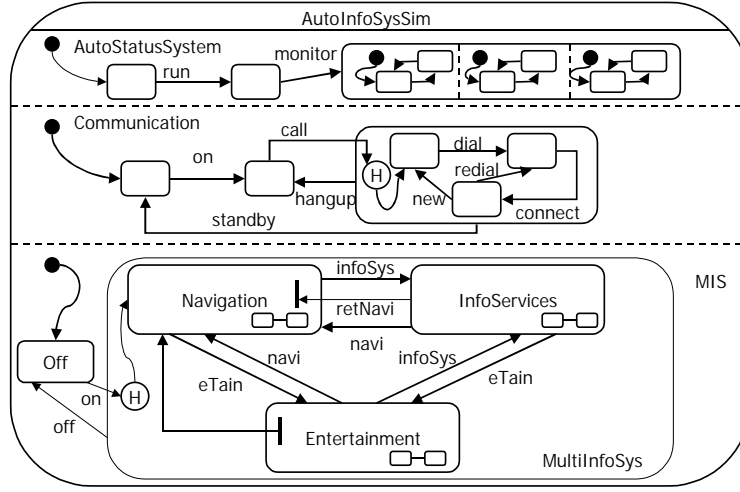 AutoInfoSysSim
AutoStatusSystem
monitor
run
Communication
call
dial
on
redial
H
hangup
new
connect
standby
infoSys
MIS
Navigation
retNavi
InfoServices
navi
Off
navi
infoSys
on
H
eTain
eTain
off
Entertainment
MultiInfoSys